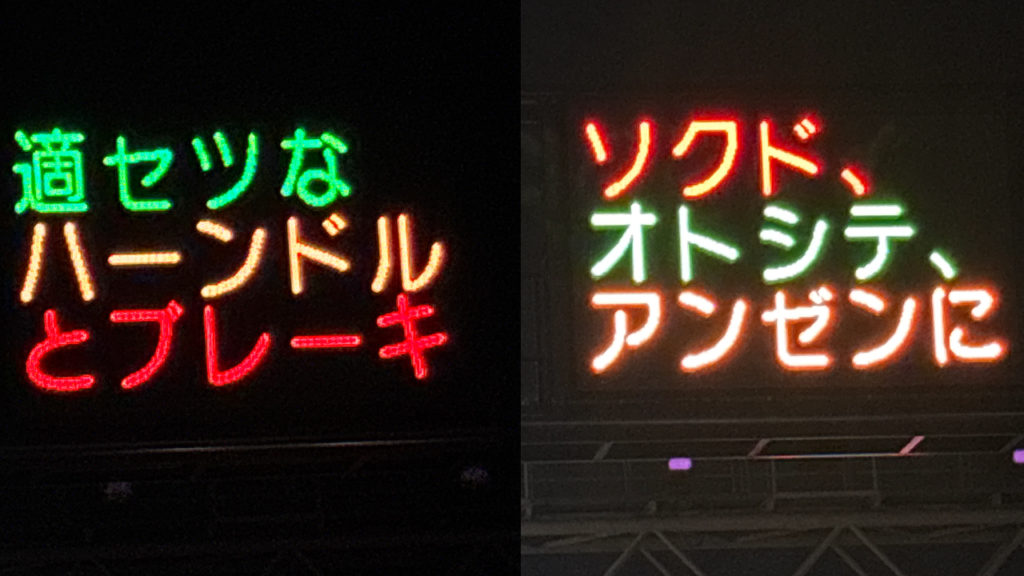 適セツな
ハーンドル
とブレーキ
ソクド、
オトシテ、
アンゼンに